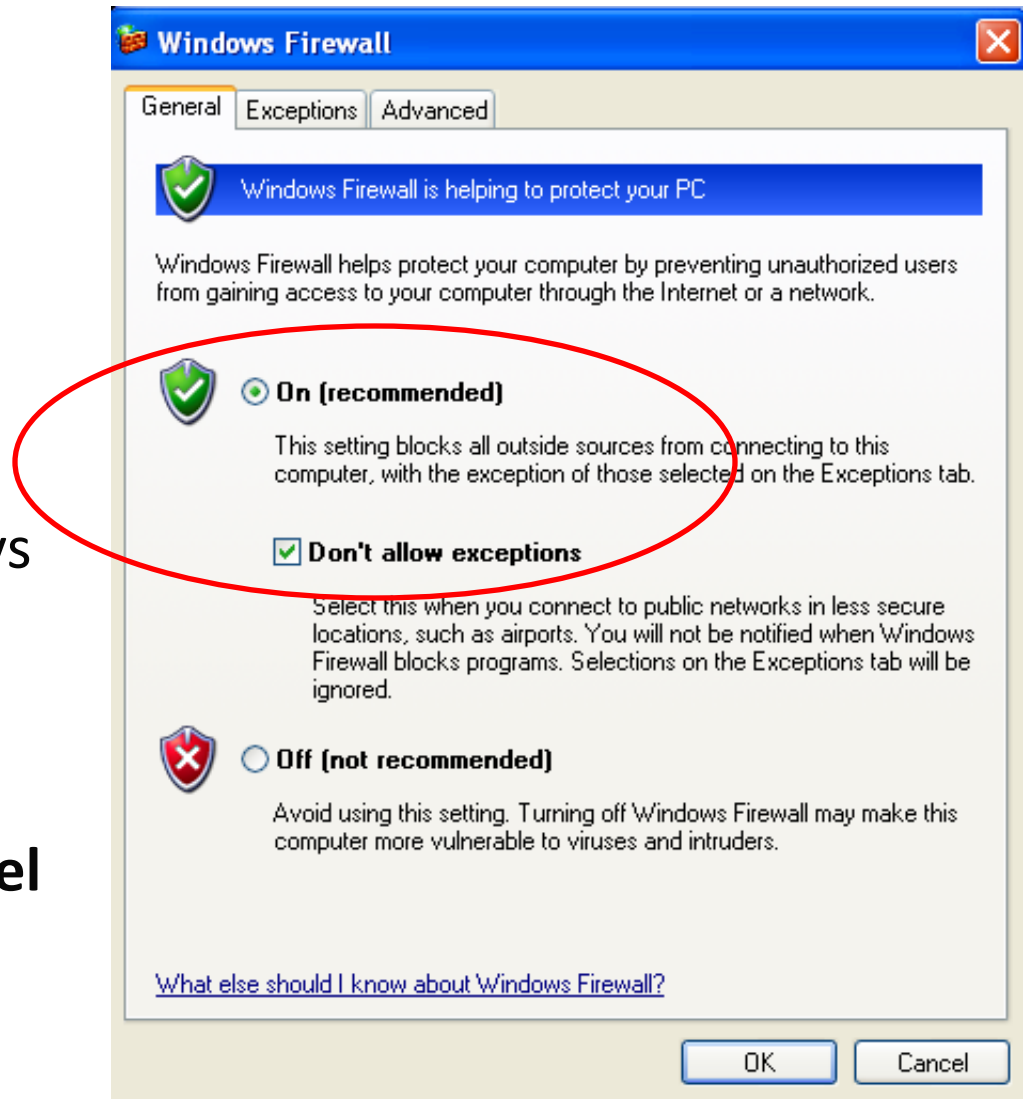 Windows Firewall
General Exceptions Advanced
Windows Firewall is helping to protect your PC
Windows Firewall helps protect your computer by preventing unauthorized users
from gaining access to your computer through the Internet or a network.
On (recommended)
This setting blocks all outside sources from connecting to this
computer, with the exception of those selected on the Exceptions tab.
vs
Don't allow exceptions
Select this when you connect to public networks in less secure
locations, such as airports. You will not be notified when Windows
Firewall blocks programs. Selections on the Exceptions tab will be
ignored.
Off (not recommended)
Avoid using this setting. Turning off Windows Firewall may make this
computer more vulnerable to viruses and intruders.
el
What else should I know about Windows Firewall?
OK Cancel